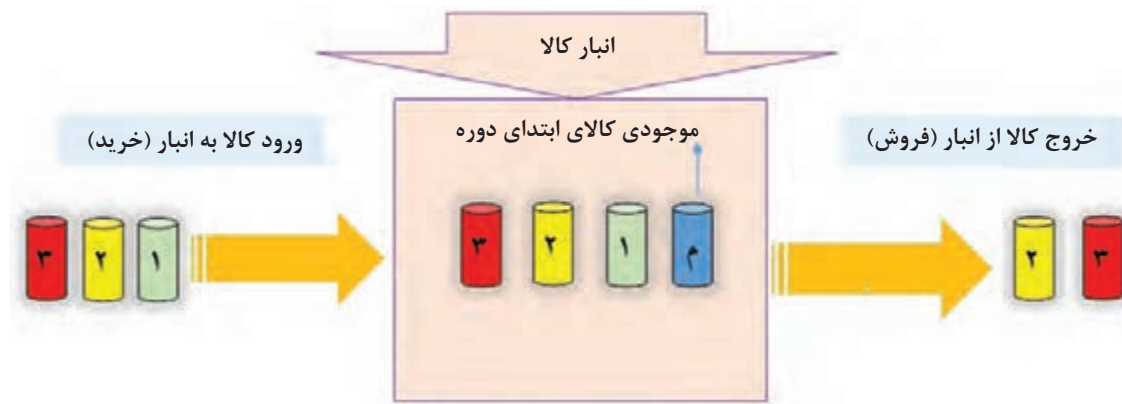 انبار کالا
موجودی کالای ابتدای دوره
خروج کالا از انبار (فروش)
ورود کالا به انبار (خرید)
۳ ۲
م ۱ ۲ ۳
۱ ۲ ۳